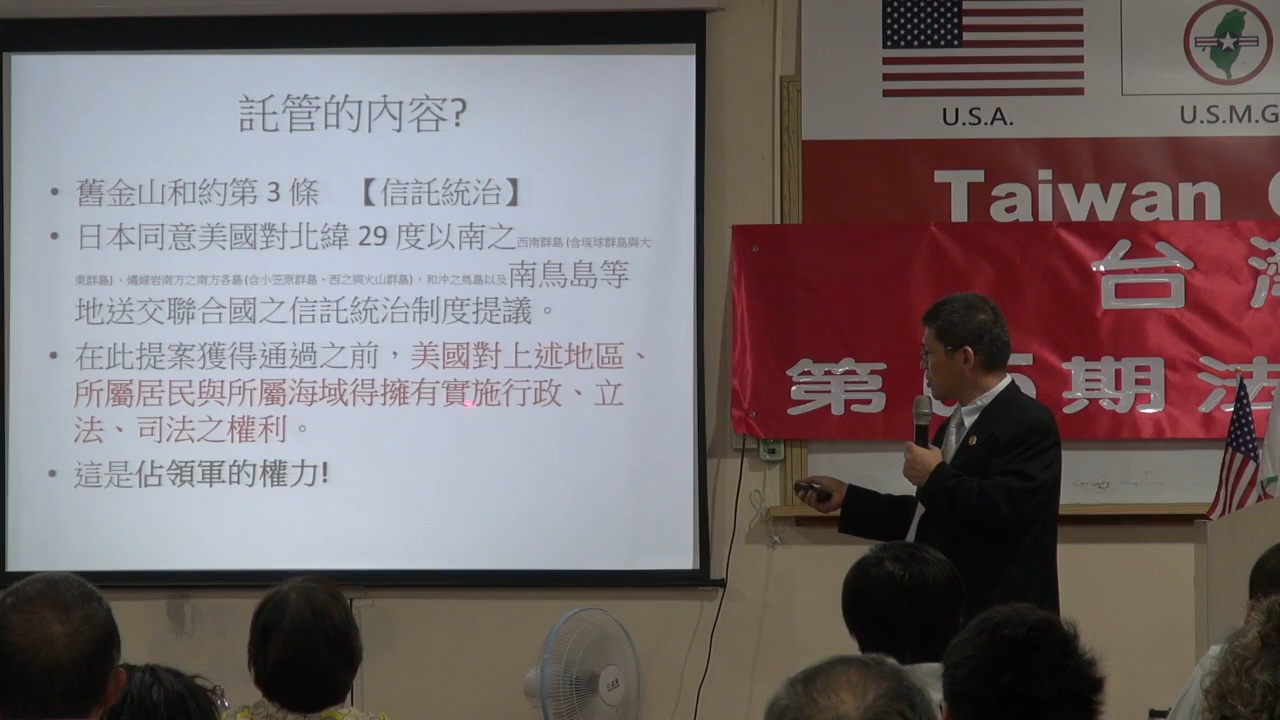 託管的內容?
• 舊金山和約第 3 條 【信託統治】
• 日本同意美國對北緯 29 度以南之西南群島 (含琉球群島與大
東群島)、孀婦岩南方之南方各島 (含小笠原群島、西之與火山群島)、和沖之鳥島以及南鳥島等
地送交聯合國之信託統治制度提議。
• 在此提案獲得通過之前，美國對上述地區、
所屬居民與所屬海域得擁有實施行政、立
法、司法之權利。
• 這是佔領軍的權力!
U.S.A.
U.S.M.G
Taiwan
台灣
第 5期法